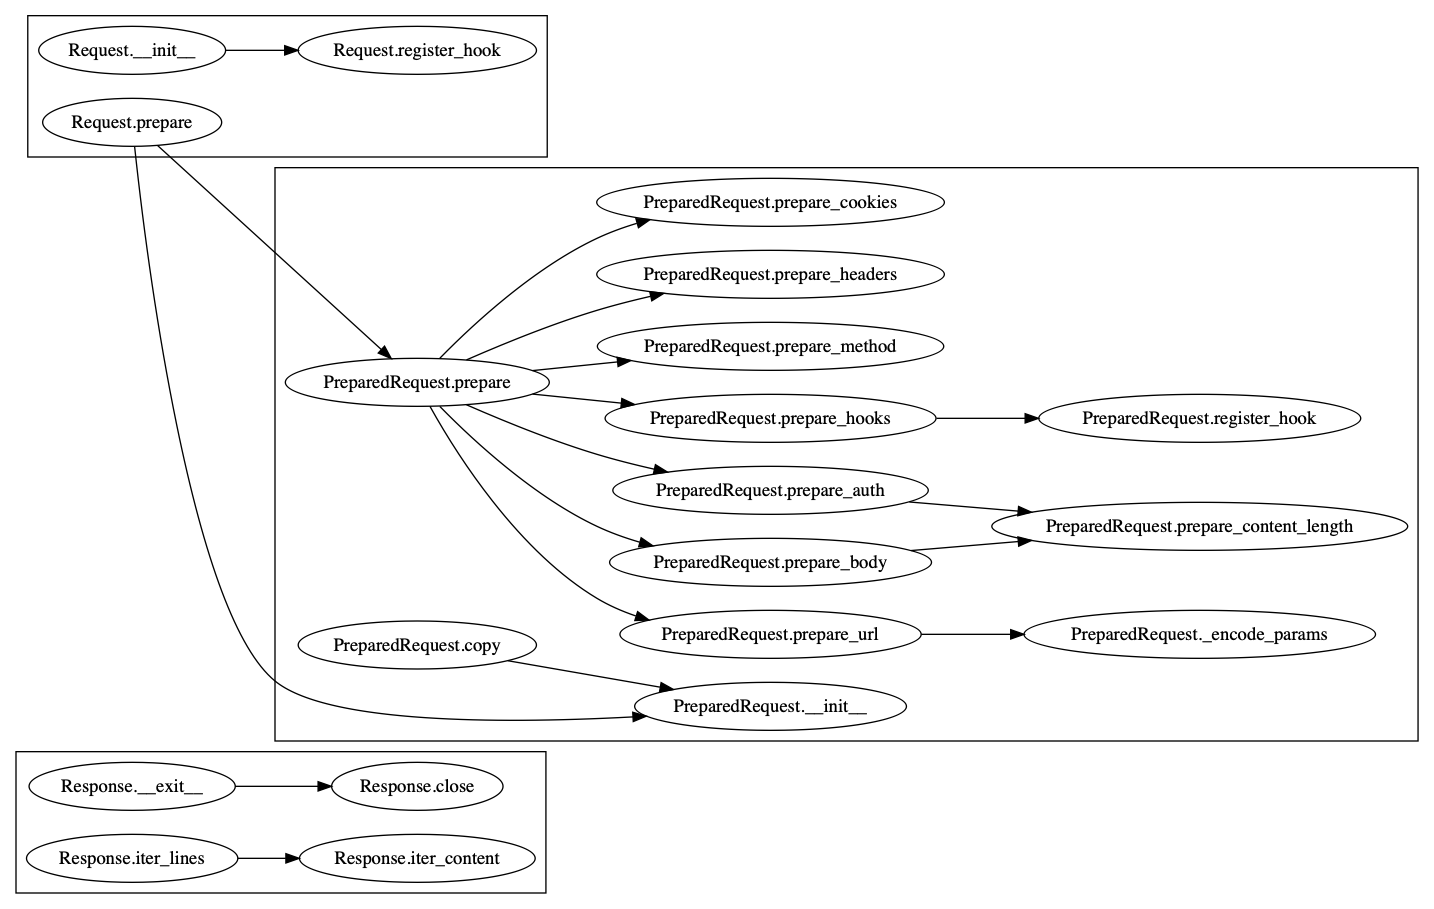 Request.__init__
Request.register_hook
Request.prepare
PreparedRequest.prepare_cookies
PreparedRequest.prepare_headers
PreparedRequest.prepare_method
PreparedRequest.prepare
PreparedRequest.prepare_hooks
PreparedRequest.register_hook
PreparedRequest.prepare_auth
PreparedRequest.prepare_content_length
PreparedRequest.prepare_body
PreparedRequest.prepare_url
PreparedRequest._encode_params
PreparedRequest.copy
PreparedRequest.__init__
Response.__exit__
Response.close
Response.iter_lines
Response.iter_content